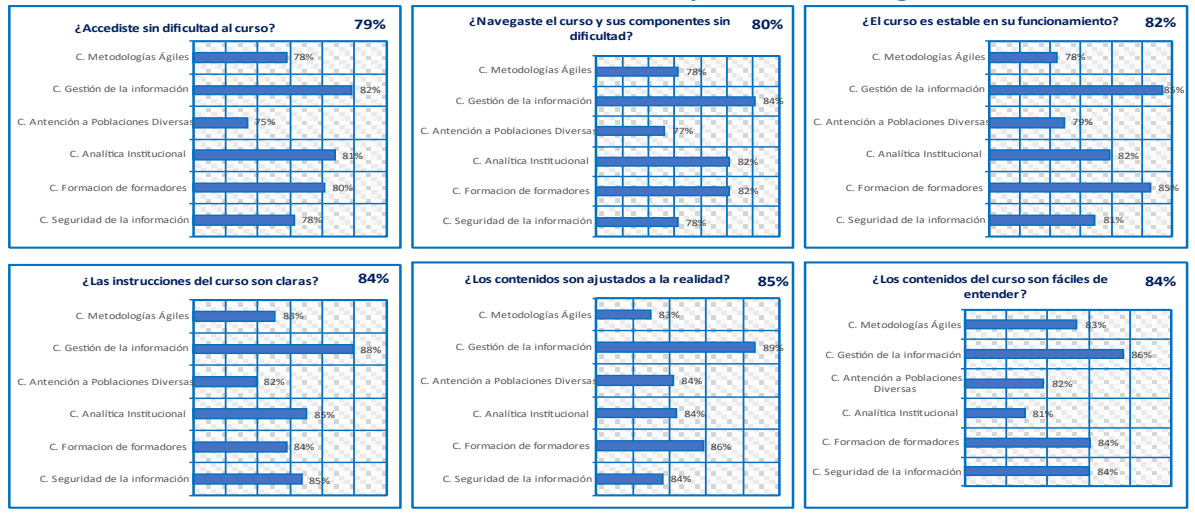 ¿Accediste sin dificultad al curso? 79%
C. Metodologías Ágiles 78%
C. Gestión de la información 82%
C. Antención a Poblaciones Diversas 75%
C. Analítica Institucional 81%
C. Formacion de formadores 80%
C. Seguridad de la información 78%
¿Navegaste el curso y sus componentes sin
dificultad?
80%
C. Metodologías Ágiles 78%
C. Gestión de la información 84%
C. Antención a Poblaciones Diversas 77%
C. Analítica Institucional 82%
C. Formacion de formadores 82%
C. Seguridad de la información 78%
¿El curso es estable en su funcionamiento? 82%
C. Metodologías Ágiles 78%
C. Gestión de la información 85%
C. Antención a Poblaciones Diversas 79%
C. Analítica Institucional 82%
C. Formacion de formadores 85%
C. Seguridad de la información 81%
¿Las instrucciones del curso son claras? 84%
C. Metodologías Ágiles 83%
C. Gestión de la información 88%
C. Antención a Poblaciones Diversas 82%
C. Analítica Institucional 85%
C. Formacion de formadores 84%
C. Seguridad de la información 85%
¿Los contenidos son ajustados a la realidad? 85%
C. Metodologías Ágiles 83%
C. Gestión de la información 89%
C. Antención a Poblaciones Diversas 84%
C. Analítica Institucional 84%
C. Formacion de formadores 86%
C. Seguridad de la información 84%
¿Los contenidos del curso son fáciles de
entender?
84%
C. Metodologías Ágiles 83%
C. Gestión de la información 86%
C. Antención a Poblaciones
Diversas
82%
C. Analítica Institucional 81%
C. Formacion de formadores 84%
C. Seguridad de la información 84%